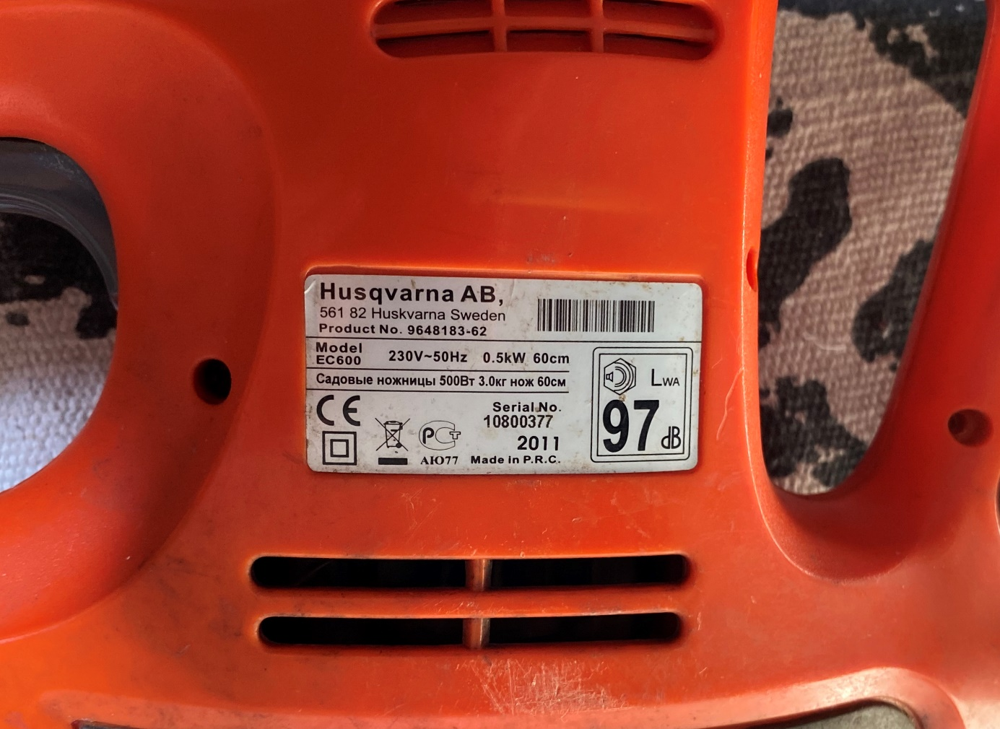 Husqvarna AB,
561 82 Huskvarna Sweden
Product No. 9648183-62
Model
EC600 230V~50Hz 0.5kW 60cm
Садовые ножницы 500Вт 3.0кг нож 60см
CE
Serial No.
10800377
2011
PCT
АЮ77 Made in P.R.C.
LWA
97 dB